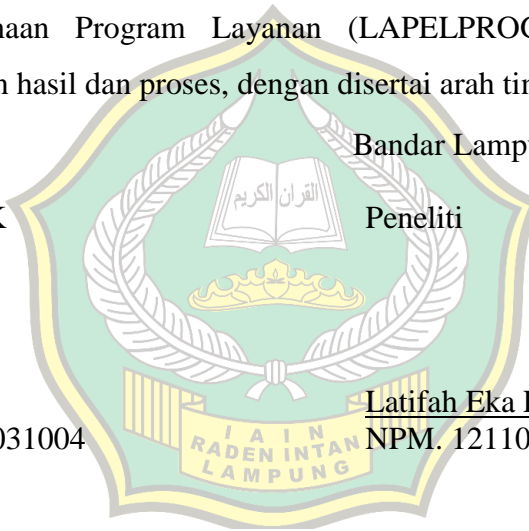 naan Program Layanan (LAPELPROG
n hasil dan proses, dengan disertai arah tin
Bandar Lamp
K Peneliti
القران الكريم
Latifah Eka
031004 NPM. 12110
I A I N
RADEN INTAN
LAMPUNG